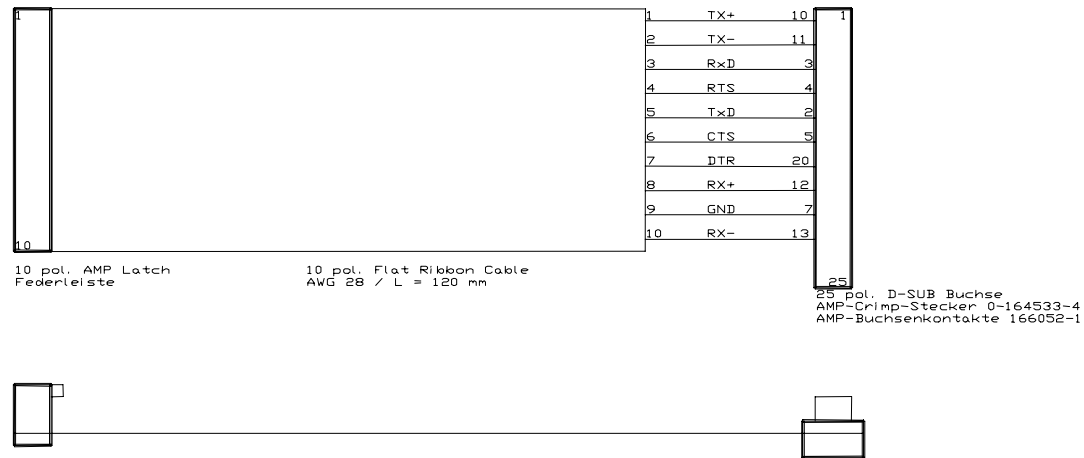 1 1 TX+ 10 1
2 TX- 11
3 RxD 3
4 RTS 4
5 TxD 2
6 CTS 5
7 DTR 20
8 RX+ 12
9 GND 7
10 10 RX- 13
10 pol. AMP Latch
Federleiste
10 pol. Flat Ribbon Cable
AWG 28 / L = 120 mm
25
25 pol. D-SUB Buchse
AMP-Crimp-Stecker 0-164533-4
AMP-Buchsenkontakte 166052-1